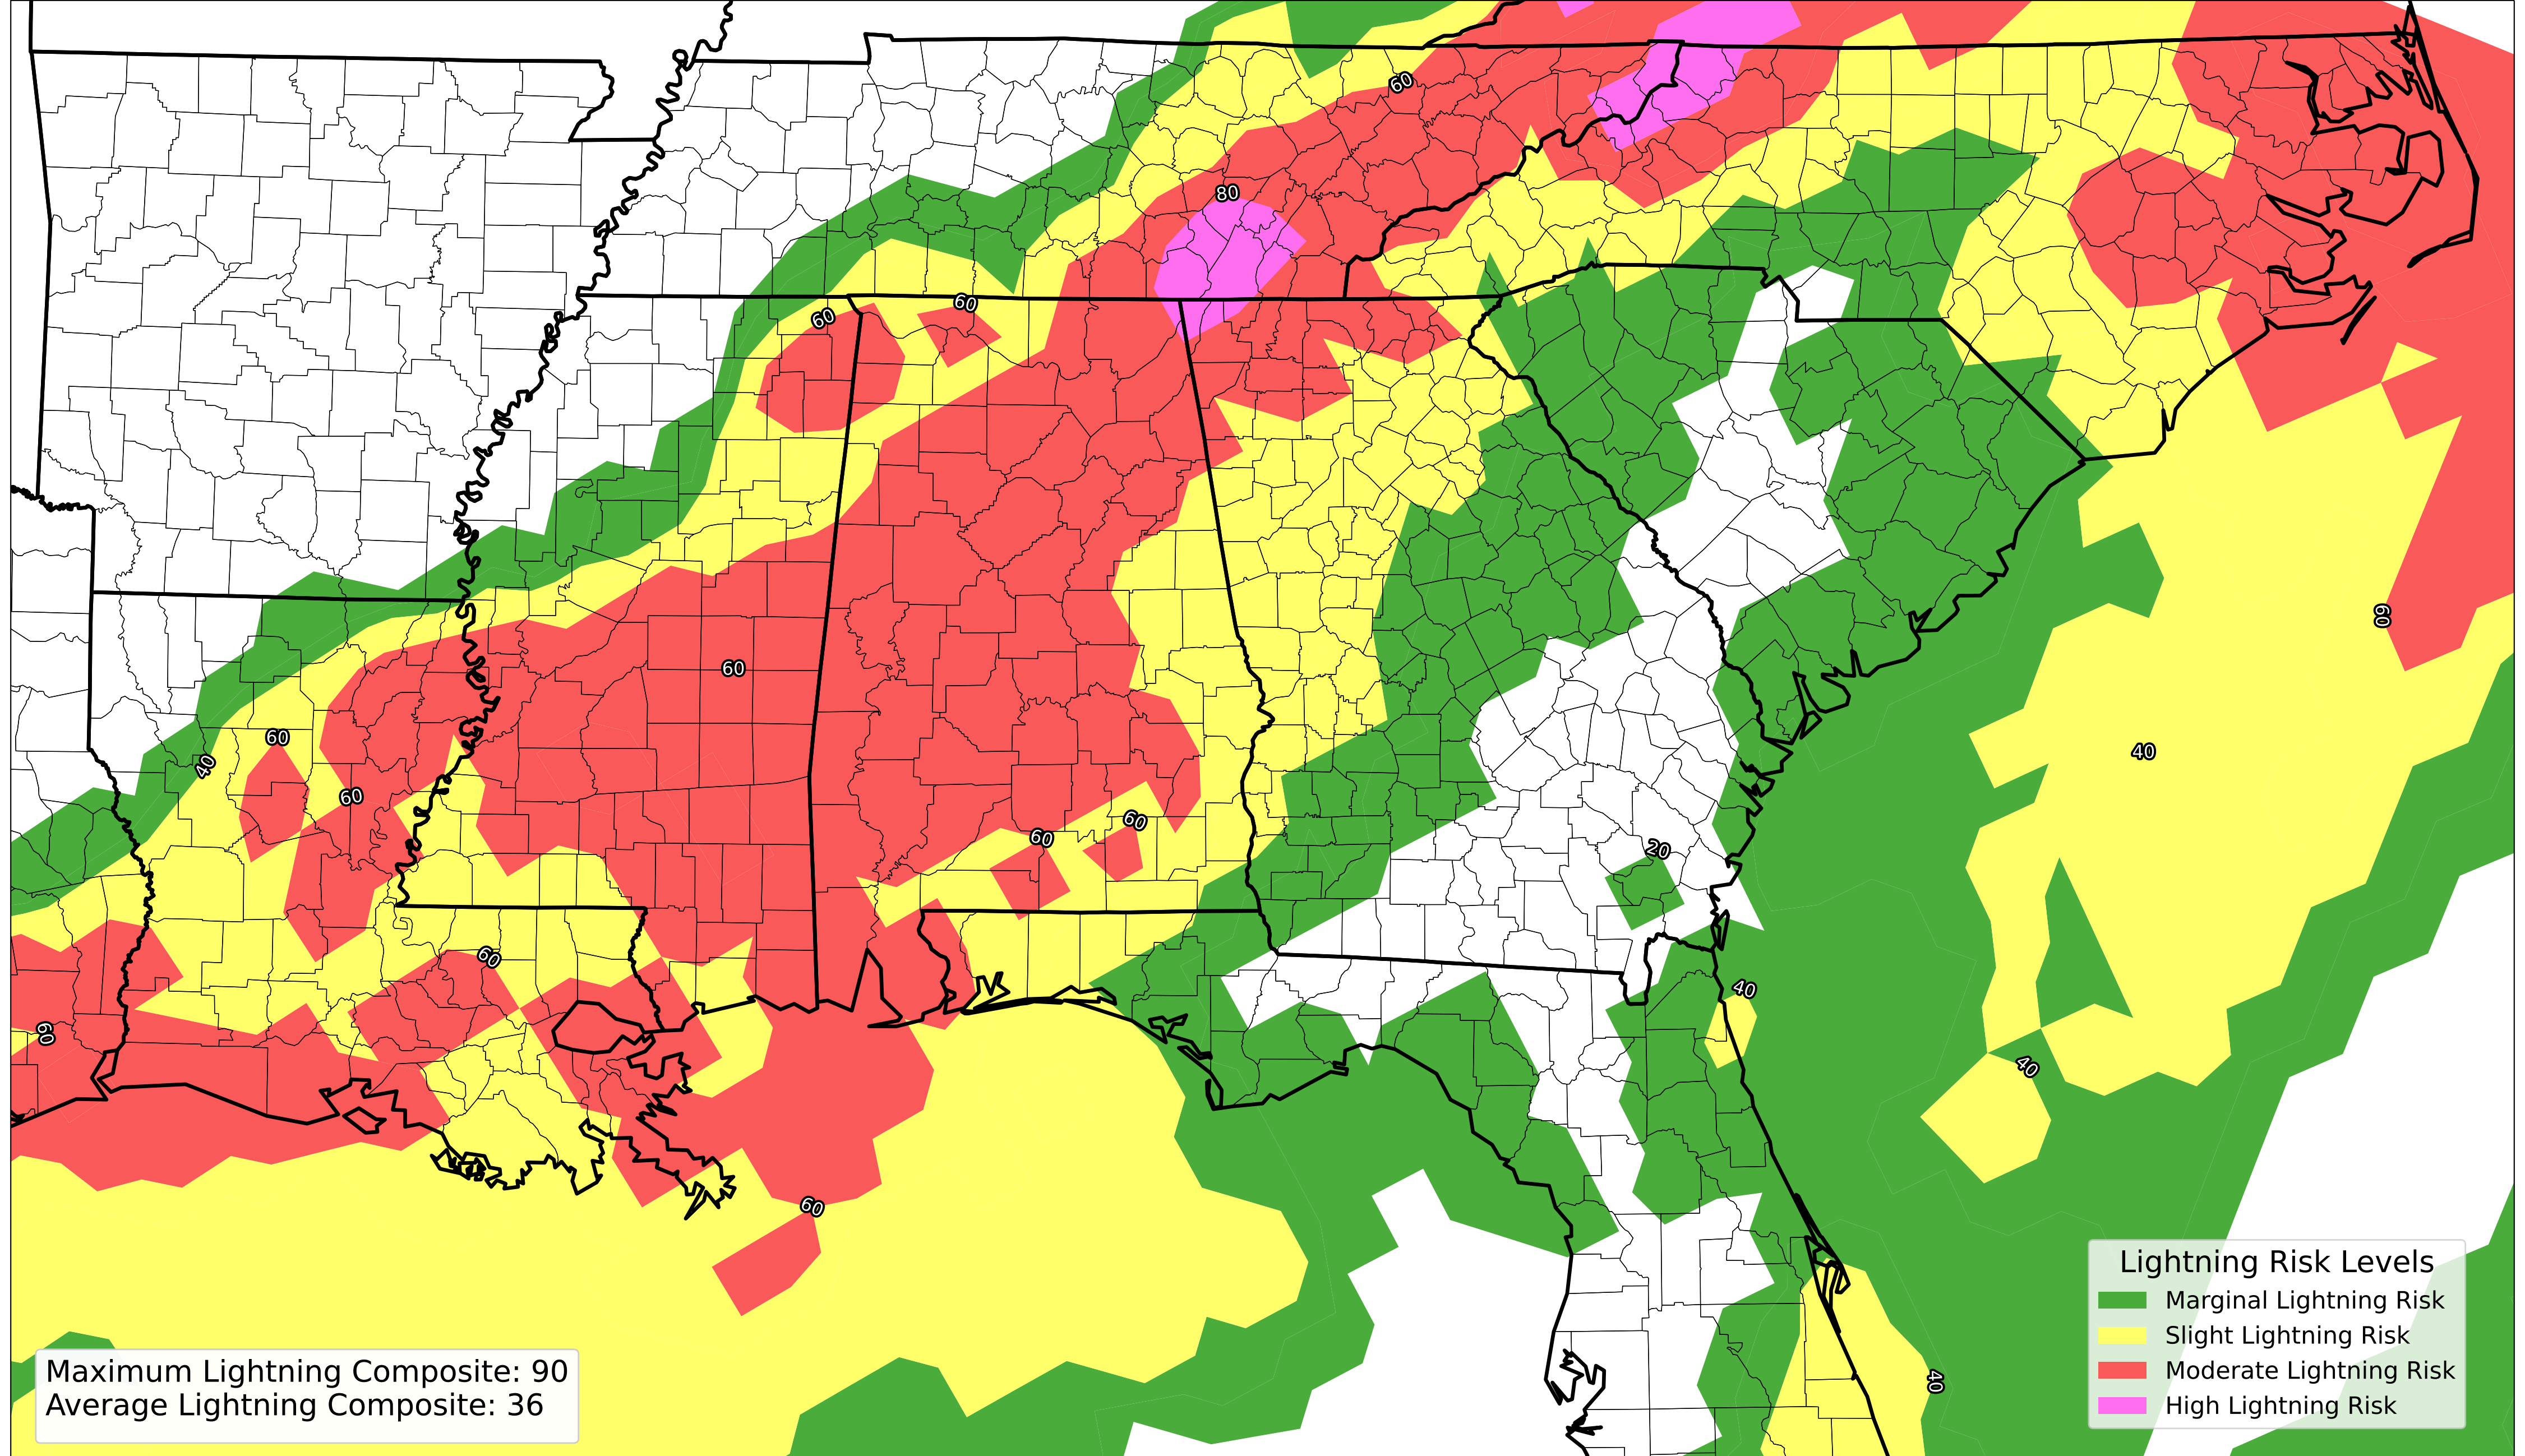 60
80
60
60
60
60
60
40
60
60
60
20
40
60
40
60
40
60
40
Lightning Risk Levels
Marginal Lightning Risk
Slight Lightning Risk
Moderate Lightning Risk
High Lightning Risk
Maximum Lightning Composite: 90
Average Lightning Composite: 36